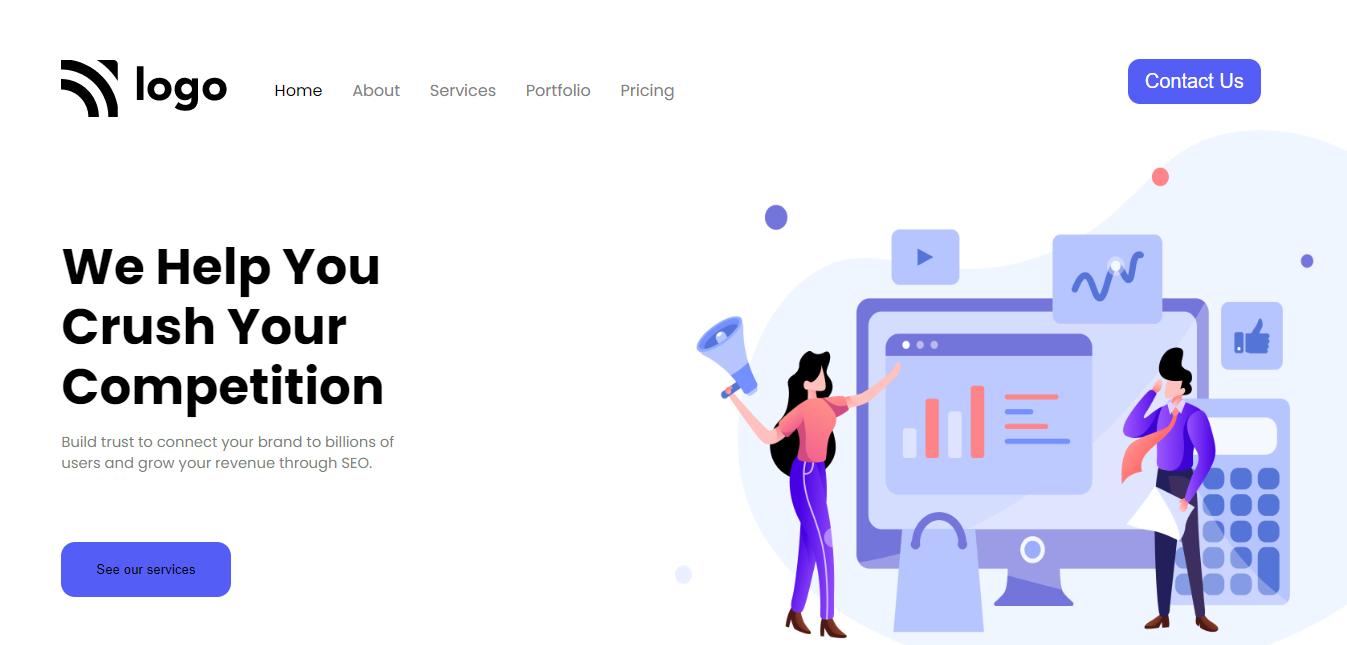 logo
Home About Services Portfolio Pricing
Contact Us
We Help You
Crush Your
Competition
Build trust to connect your brand to billions of
users and grow your revenue through SEO.
See our services